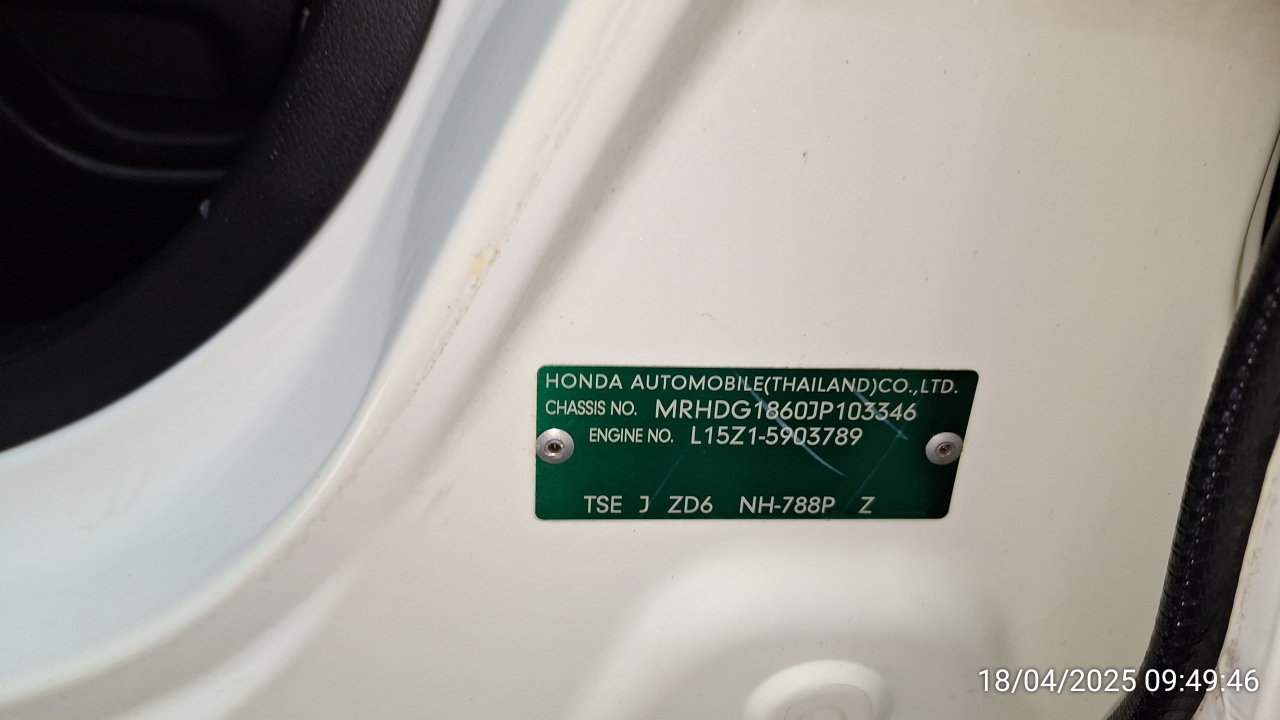 HONDA AUTOMOBILE(THAILAND)CO.,LTD.
CHASSIS NO. MRHDG1860JP103346
ENGINE NO. L15Z1-5903789
TSE J ZD6 NH-788P Z
18/04/2025 09:49:46